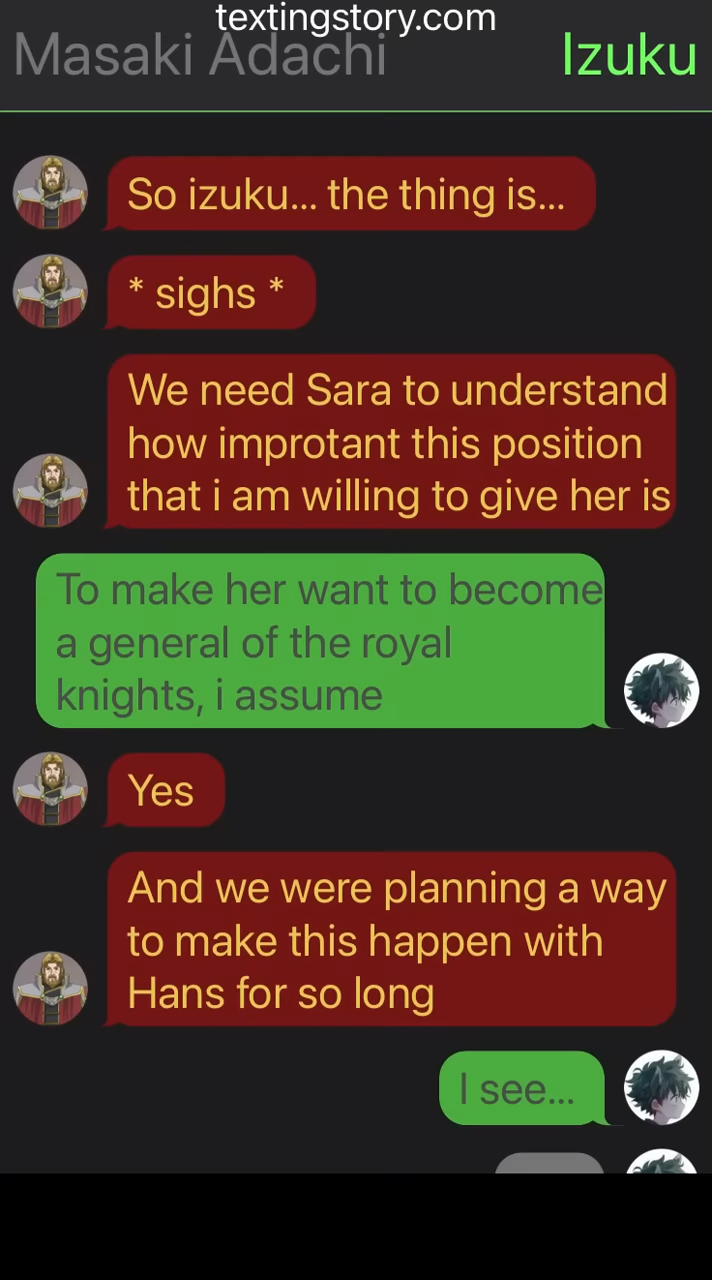 textingstory.com
Masaki Adachi
Izuku
So izuku... the thing is...
* sighs *
We need Sara to understand
how improtant this position
that i am willing to give her is
To make her want to become
a general of the royal
knights, i assume
Yes
And we were planning a way
to make this happen with
Hans for so long
I see...